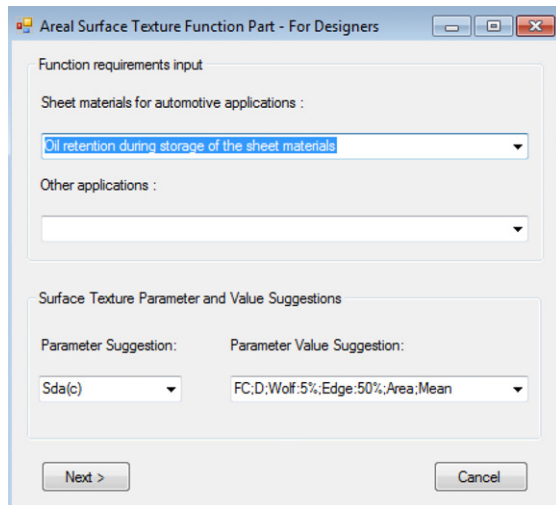 Areal Surface Texture Function Part - For Designers
Function requirements input
Sheet materials for automotive applications :
Oil retention during storage of the sheet materials
Other applications :
Surface Texture Parameter and Value Suggestions
Parameter Suggestion: Parameter Value Suggestion:
Sda(c) FC;D;Wolf:5%;Edge:50%;Area;Mean
Next > Cancel